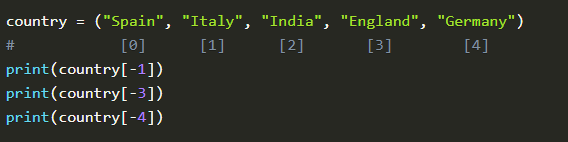 country = ("Spain", "Italy", "India", "England", "Germany")
#             [0]      [1]      [2]       [3]        [4]
print(country[-1])
print(country[-3])
print(country[-4])